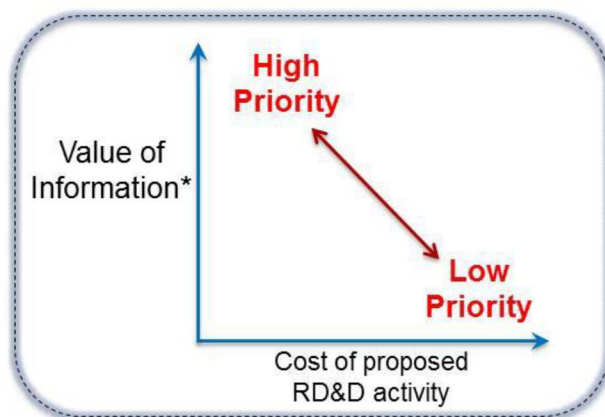 High
Priority
Value of
Information*
Low
Priority
Cost of proposed
RD&D activity